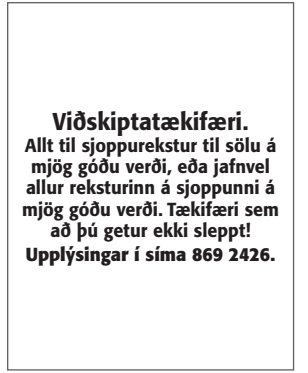 Viðskiptatækifæri.
Allt til sjoppurekstur til sölu á
mjög góðu verði, eða jafnvel
allur reksturinn á sjoppunni á
mjög góðu verði. Tækifæri sem
að þú getur ekki sleppt!
Upplýsingar í síma 869 2426.